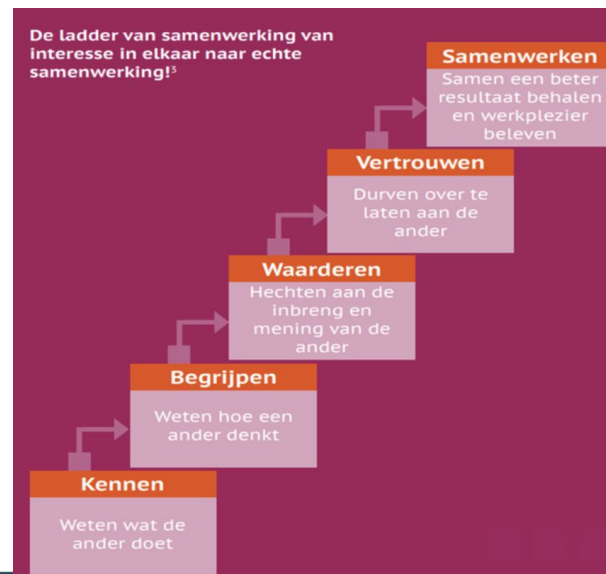 De ladder van samenwerking van
interesse in elkaar naar echte
samenwerking!³
Samenwerken
Samen een beter
resultaat behalen
en werkplezier
beleven
Vertrouwen
Durven over te
laten aan de
ander
Waarderen
Hechten aan de
inbreng en
mening van de
ander
Begrijpen
Weten hoe een
ander denkt
Kennen
Weten wat de
ander doet